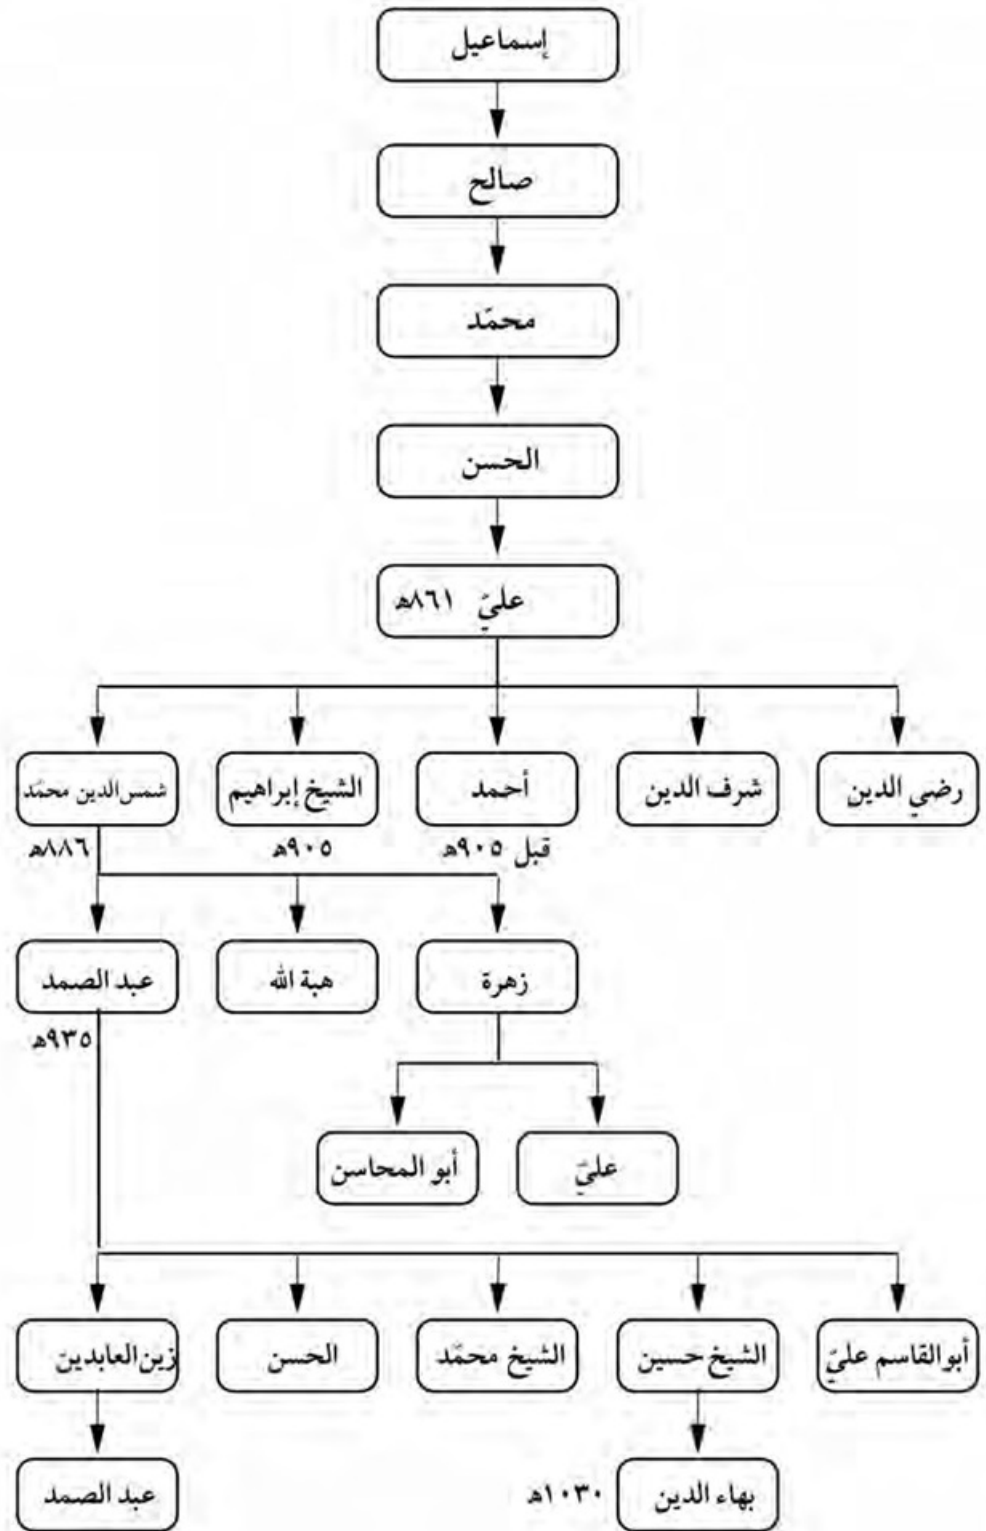 إسماعيل
صالح
محمّد
الحسن
عليّ ٨٦١هـ
رضي الدين
شرف الدين
أحمد
الشيخ إبراهيم
شمس الدين محمّد
قبل ٩٠٥هـ
٩٠٥هـ
٨٨٦هـ
زهرة
هبة الله
عبد الصمد
٩٣٥هـ
عليّ
أبو المحاسن
أبو القاسم عليّ
الشيخ حسين
الشيخ محمّد
الحسن
زين العابدين
بهاء الدين
١٠٣٠هـ
عبد الصمد